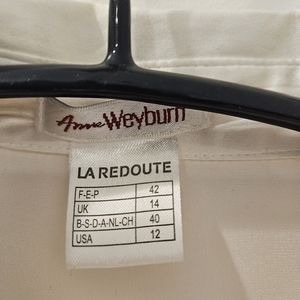 Anne Weyburn
LA REDOUTE
F-E-P 42
UK 14
B-S-D-A-NL-CH 40
USA 12